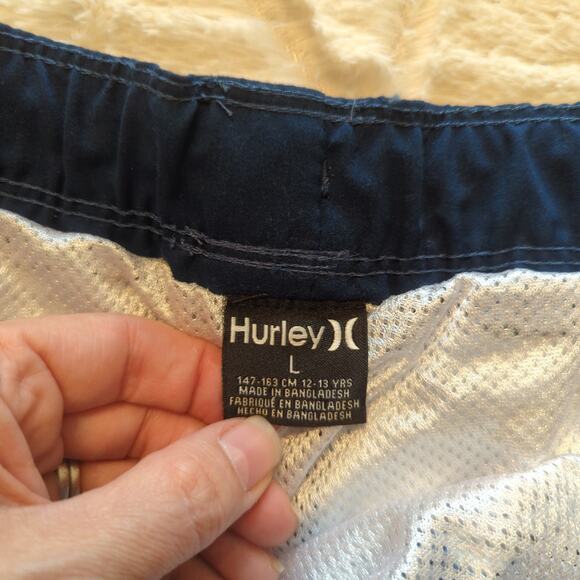 Hurley
L
147-163 CM 12-13 YRS
MADE IN BANGLADESH
FABRIQUÉ EN BANGLADESH
HECHO EN BANGLADESH